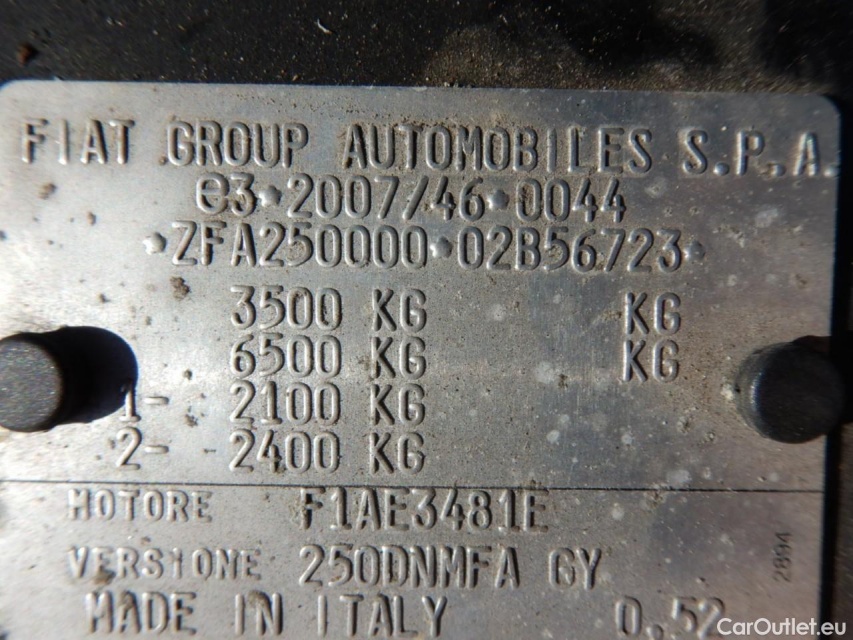 FIAT GROUP AUTOMOBILES S.P.A.
e3*2007/46*0044
*ZFA250000*02B56723*
3500 KG KG
6500 KG KG
1- 2100 KG
2- 2400 KG
MOTORE F1AE3481E
VERSIONE 250DNMFA GY
MADE IN ITALY 0.52
2894
CarOutlet.eu